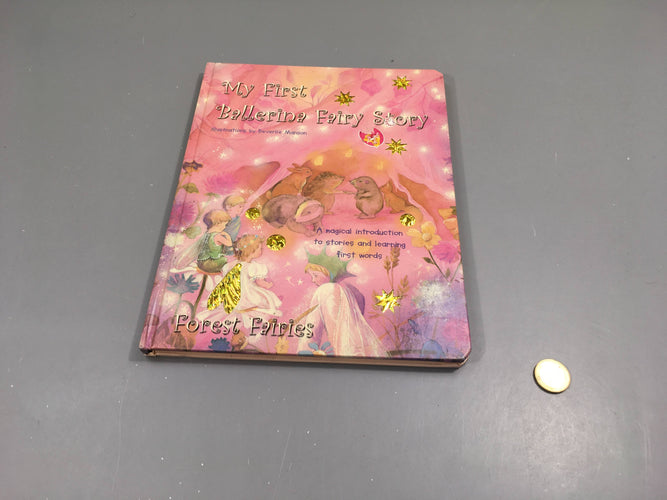 My First
Ballerina Fairy Story
Illustrations by Beverlie Manson
A magical introduction
to stories and learning
first words
Forest Fairies